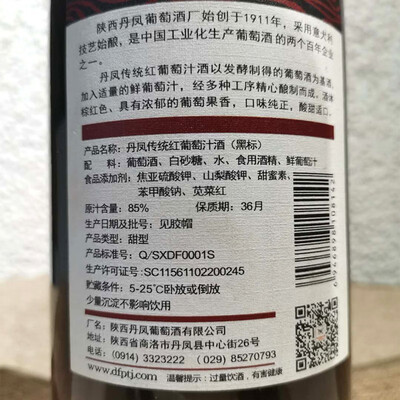 陕西丹凤葡萄酒厂始创于1911年，采用意大利
技艺始酿，是中国工业化生产葡萄酒的两个百年企业
之一。
丹凤传统红葡萄汁酒以发酵制得的葡萄酒为基酒，
加入适量的鲜葡萄汁，经多种工序精心酿制而成。酒体
棕红色、具有浓郁的葡萄果香，口味纯正，酸甜适口。
产品名称：丹凤传统红葡萄汁酒（黑标）
配　　料：葡萄酒、白砂糖、水、食用酒精、鲜葡萄汁
食品添加剂：焦亚硫酸钾、山梨酸钾、甜蜜素、
苯甲酸钠、苋菜红
原汁含量：85%　保质期：36月
生产日期及批号：见胶帽
产品类型：甜型
产品标准号：Q/SXDF0001S
生产许可证号：SC11561102200245
贮藏条件：5-25℃卧放或倒放
少量沉淀不影响饮用
厂名：陕西丹凤葡萄酒有限公司
地址：陕西省商洛市丹凤县中心街26号
电话：(0914) 3323222　(029) 85270793
www.dfptj.com　温馨提示：过量饮酒，有害健康
6946898108142